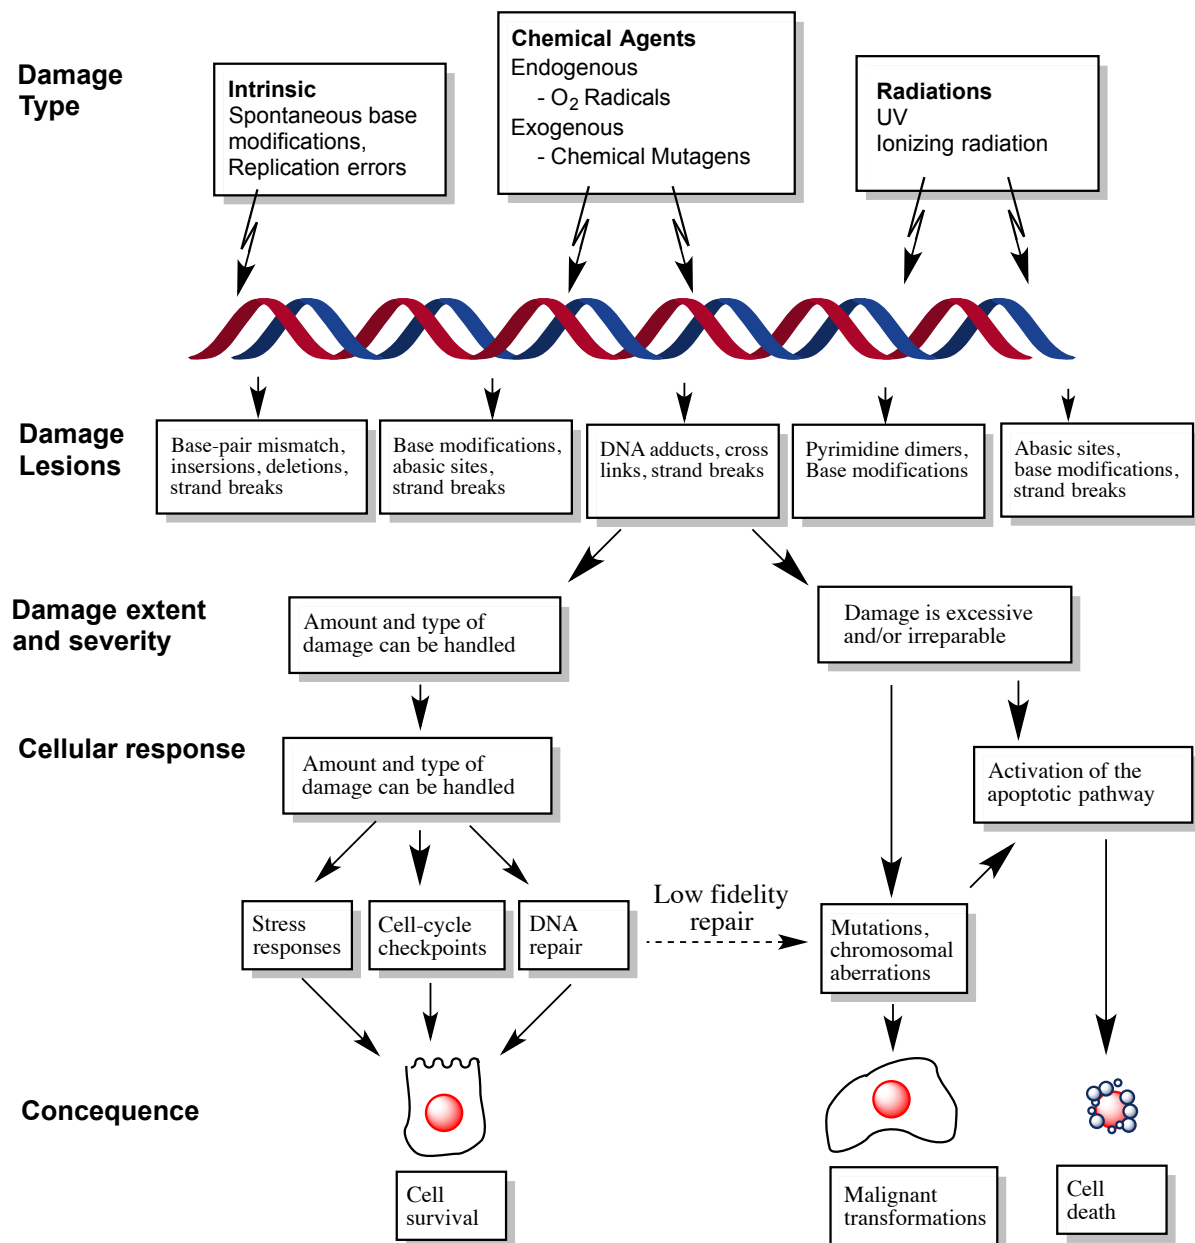 Damage
Type
Intrinsic
Spontaneous base
modifications,
Replication errors
Chemical Agents
Endogenous
- O2 Radicals
Exogenous
- Chemical Mutagens
Radiations
UV
Ionizing radiation
Damage
Lesions
Base-pair mismatch,
insersions, deletions,
strand breaks
Base modifications,
abasic sites,
strand breaks
DNA adducts, cross
links, strand breaks
Pyrimidine dimers,
Base modifications
Abasic sites,
base modifications,
strand breaks
Damage extent
and severity
Amount and type of
damage can be handled
Damage is excessive
and/or irreparable
Cellular response
Amount and type of
damage can be handled
Activation of the
apoptotic pathway
Stress
responses
Cell-cycle
checkpoints
DNA
repair
Low fidelity
repair
Mutations,
chromosomal
aberrations
Concequence
Cell
survival
Malignant
transformations
Cell
death